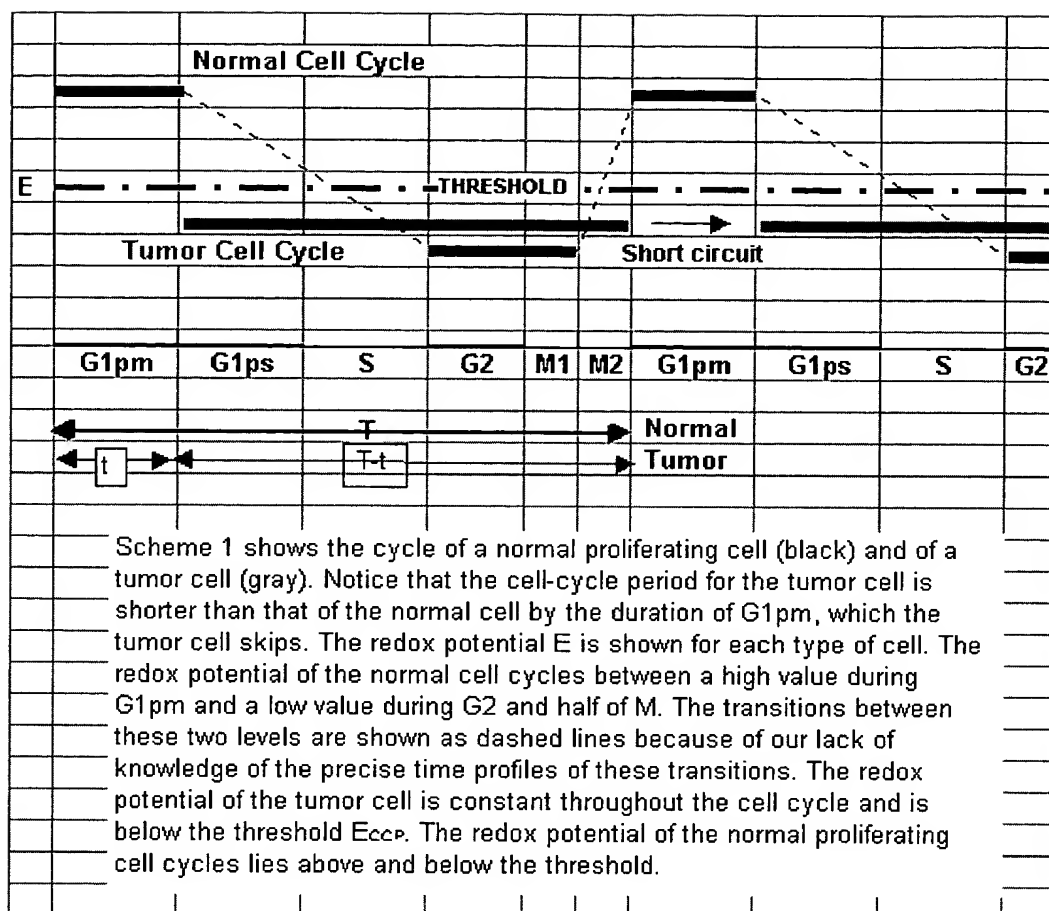 Normal Cell Cycle
E
THRESHOLD
Tumor Cell Cycle
Short circuit
G1pm G1ps S G2 M1 M2 G1pm G1ps S G2
T Normal
t T-t Tumor
Scheme 1 shows the cycle of a normal proliferating cell (black) and of a
tumor cell (gray). Notice that the cell-cycle period for the tumor cell is
shorter than that of the normal cell by the duration of G1pm, which the
tumor cell skips. The redox potential E is shown for each type of cell. The
redox potential of the normal cell cycles between a high value during
G1pm and a low value during G2 and half of M. The transitions between
these two levels are shown as dashed lines because of our lack of
knowledge of the precise time profiles of these transitions. The redox
potential of the tumor cell is constant throughout the cell cycle and is
below the threshold ECCP. The redox potential of the normal proliferating
cell cycles lies above and below the threshold.